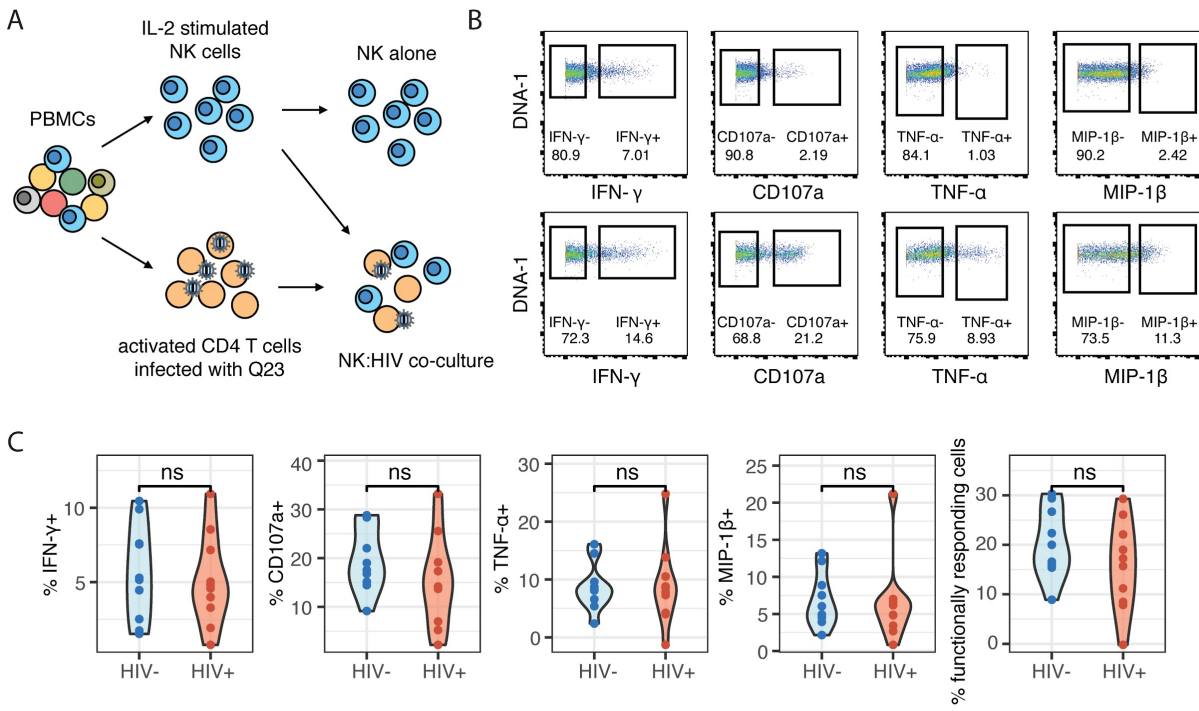 A
IL-2 stimulated
NK cells
NK alone
PBMCs
activated CD4 T cells
infected with Q23
NK:HIV co-culture
B
DNA-1
IFN-γ- IFN-γ+
80.9 7.01
IFN- γ
CD107a- CD107a+
90.8 2.19
CD107a
TNF-α- TNF-α+
84.1 1.03
TNF-α
MIP-1β- MIP-1β+
90.2 2.42
MIP-1β
DNA-1
IFN-γ- IFN-γ+
72.3 14.6
IFN-γ
CD107a- CD107a+
68.8 21.2
CD107a
TNF-α- TNF-α+
75.9 8.93
TNF-α
MIP-1β- MIP-1β+
73.5 11.3
MIP-1β
C
% IFN-γ+
10
5
ns
HIV- HIV+
% CD107a+
40
30
20
10
ns
HIV- HIV+
% TNF-α+
30
20
10
0
ns
HIV- HIV+
% MIP-1β+
25
20
15
10
5
0
ns
HIV- HIV+
% functionally responding cells
30
20
10
0
ns
HIV- HIV+